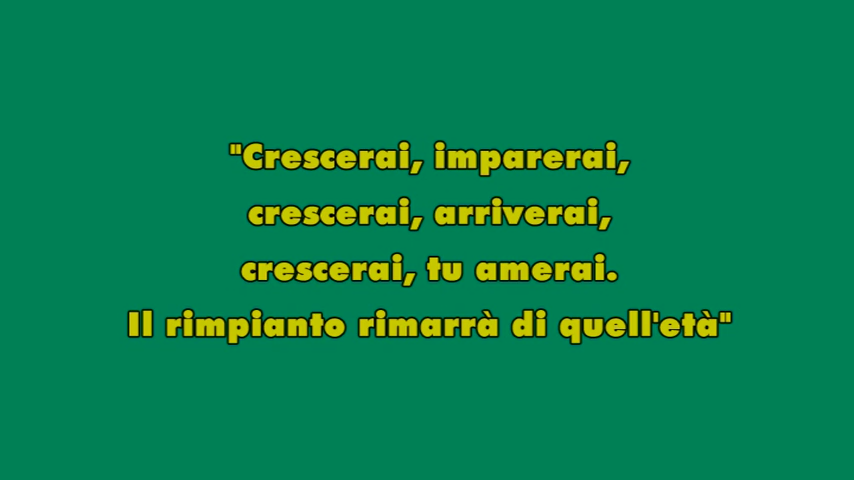 "Crescerai, imparerai,
crescerai, arriverai,
crescerai, tu amerai.
Il rimpianto rimarrà di quell'età"